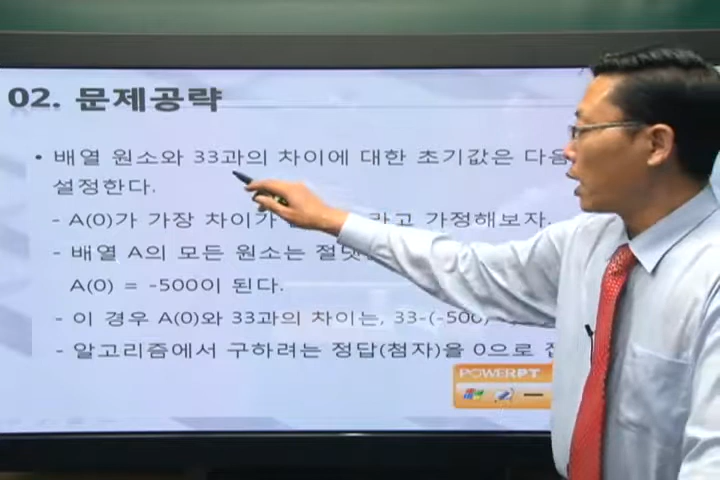 02. 문제공략
• 배열 원소와 33과의 차이에 대한 초기값은 다음
설정한다.
- A(0)가 가장 차이가 라고 가정해보자.
- 배열 A의 모든 원소는
A(0) = -500이 된다.
- 이 경우 A(0)와 33과의 차이는, 33-(-500)
- 알고리즘에서 구하려는 정답(첨자)을 0으로
POWERPT